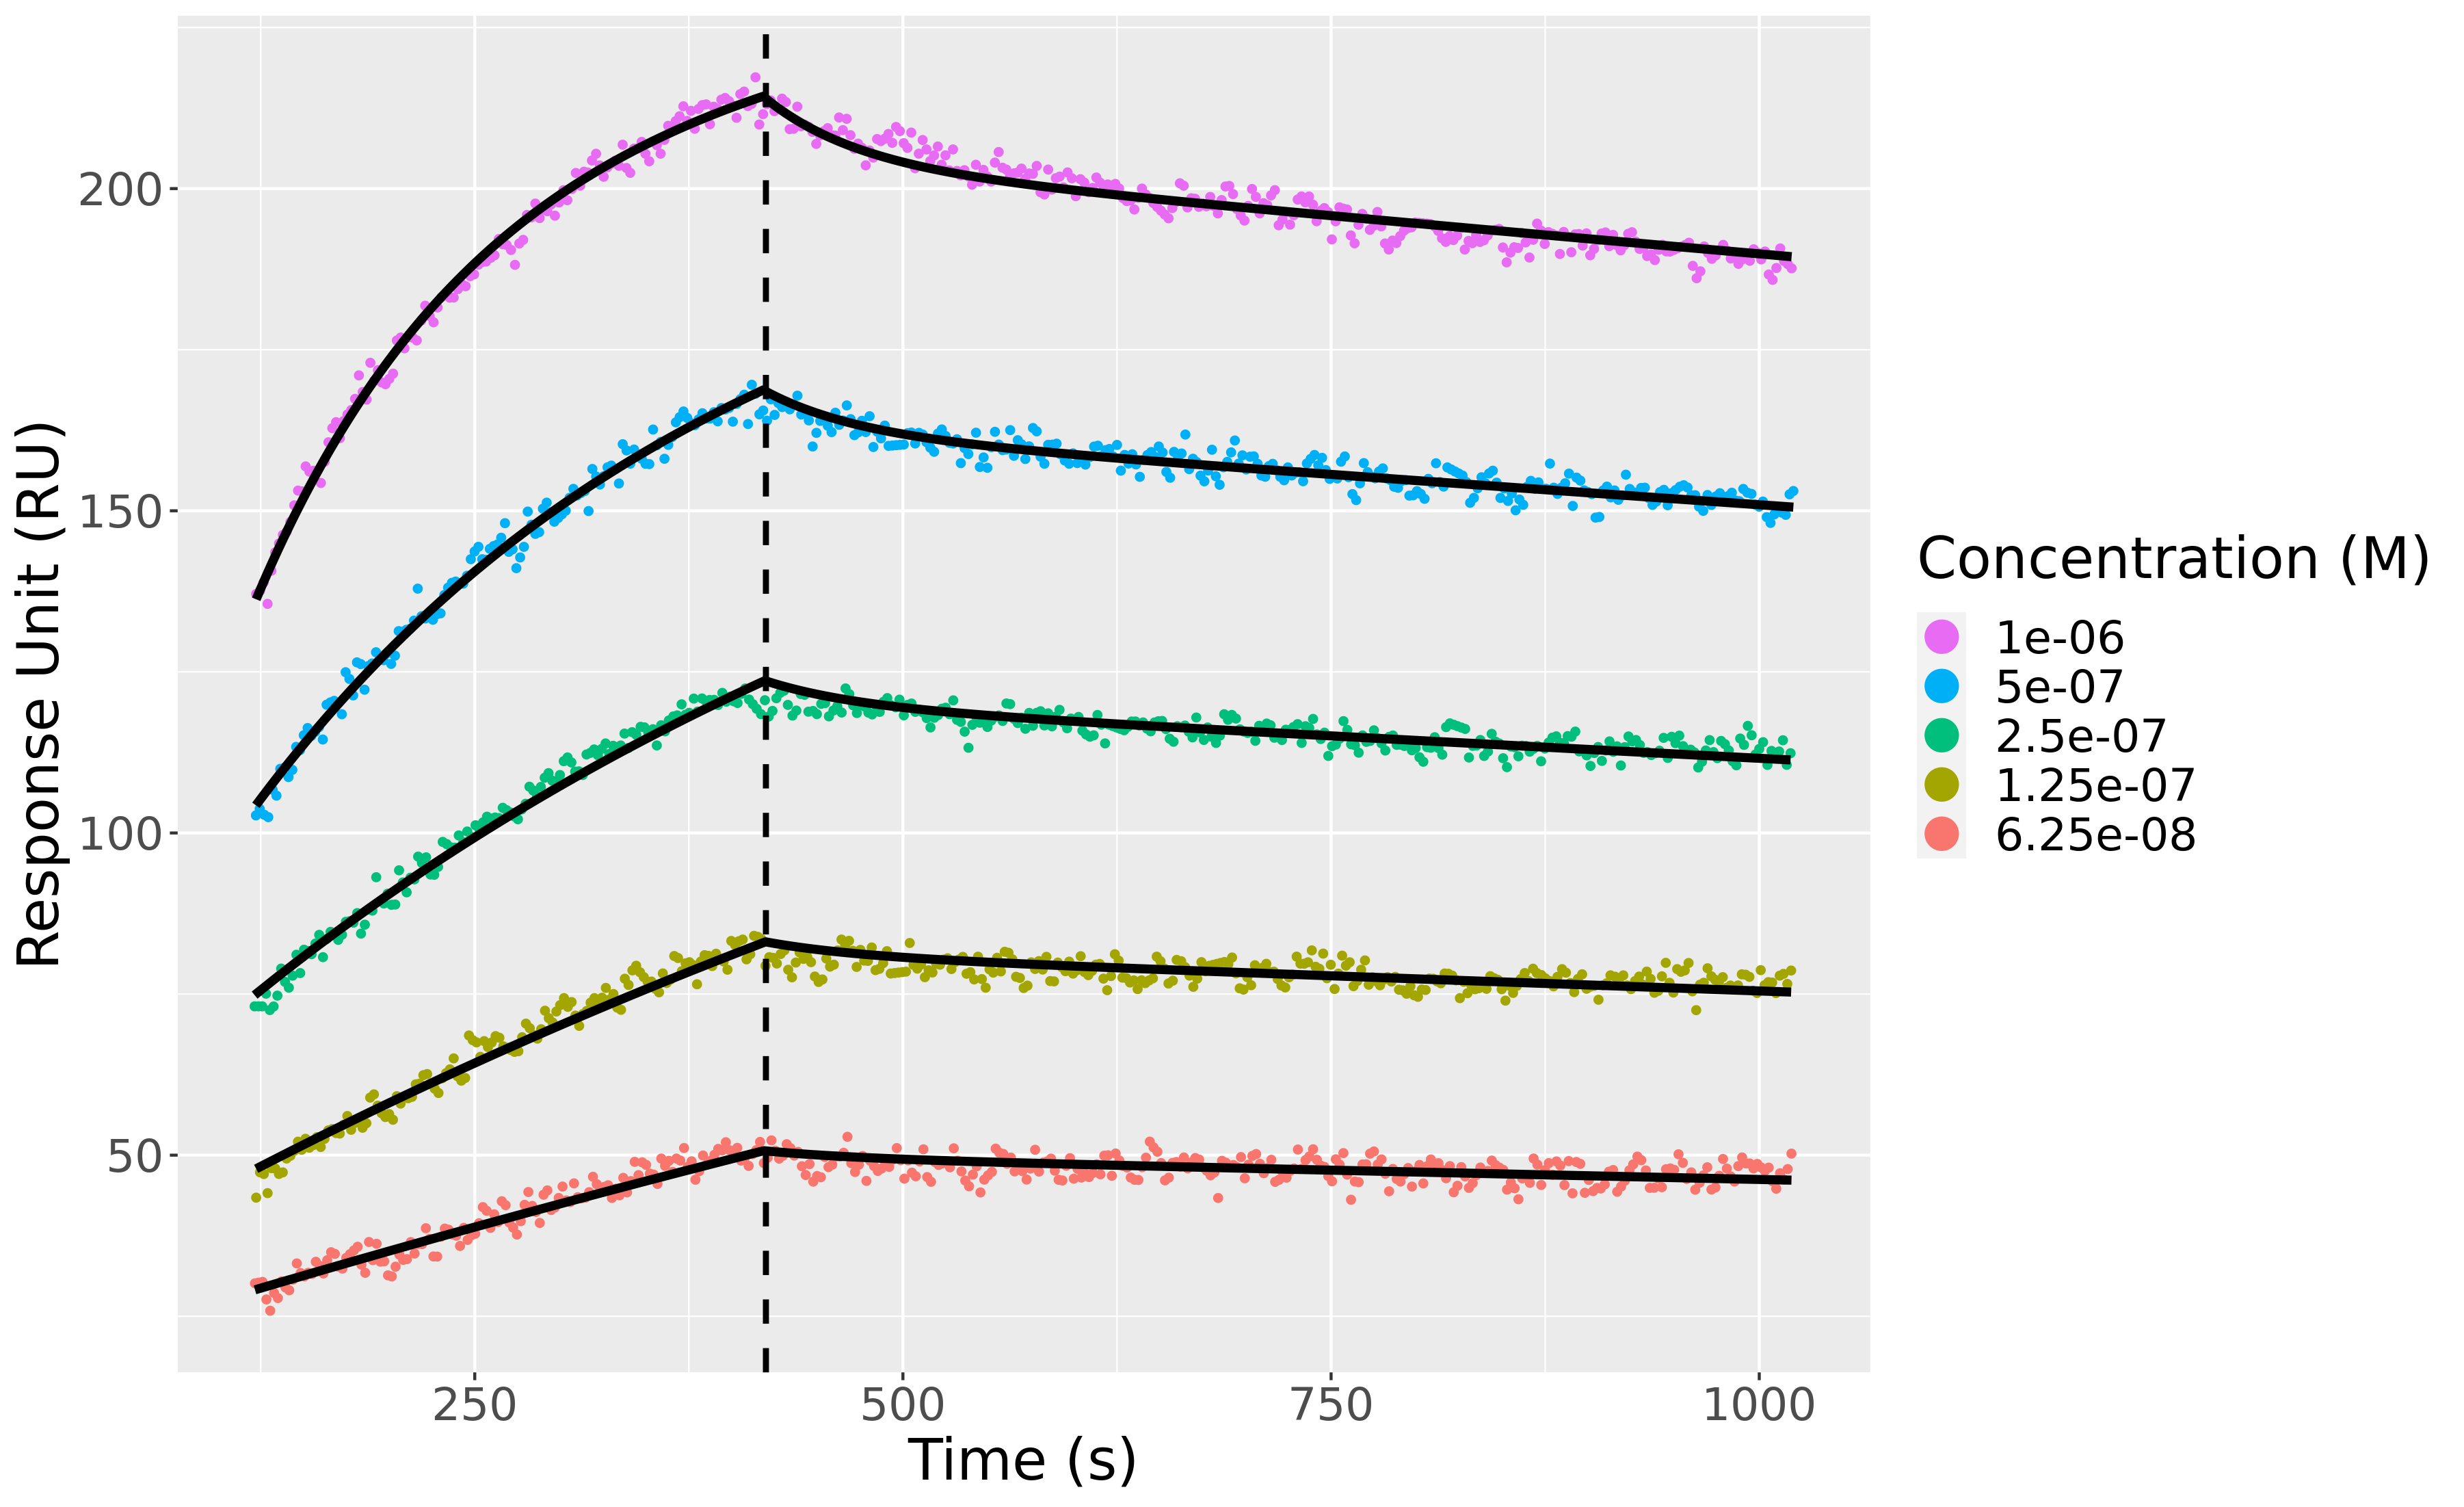 Response Unit (RU)
200
150
100
50
250
500
750
1000
Time (s)
Concentration (M)
1e-06
5e-07
2.5e-07
1.25e-07
6.25e-08